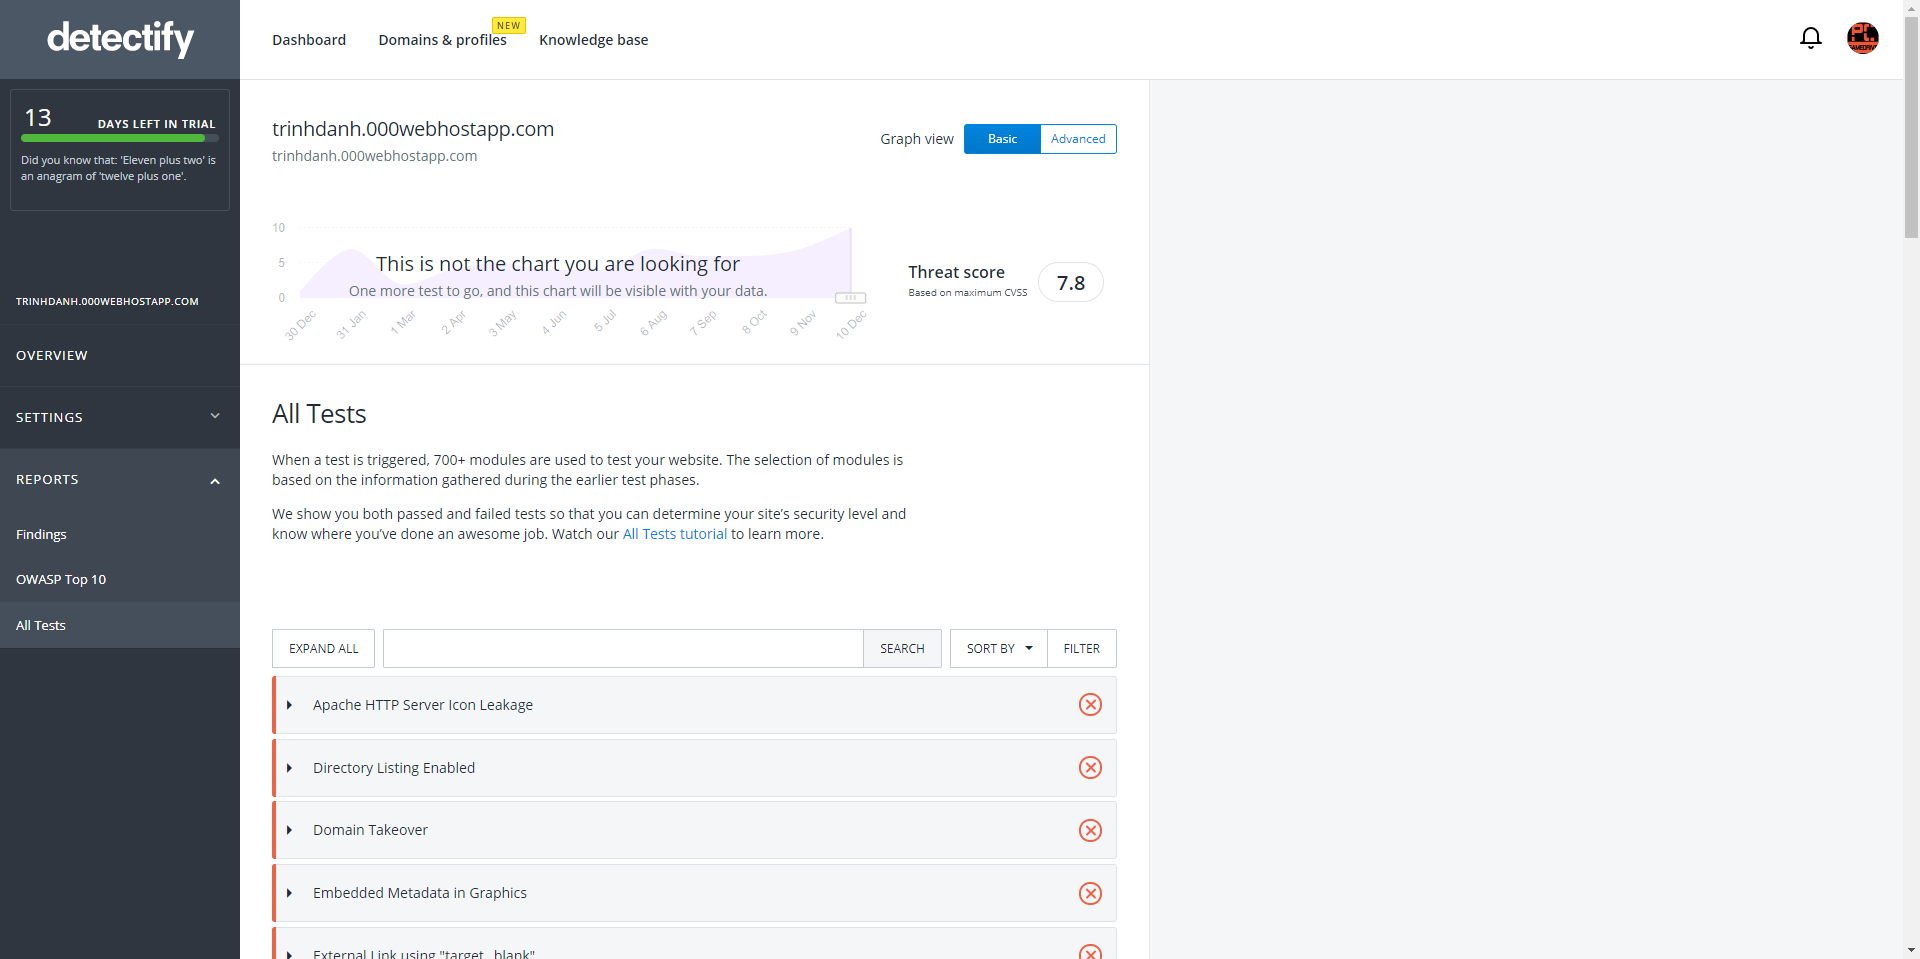 detectify
Dashboard
Domains & profiles
NEW
Knowledge base
13
DAYS LEFT IN TRIAL
Did you know that: 'Eleven plus two' is
an anagram of 'twelve plus one'.
TRINHDANH.000WEBHOSTAPP.COM
OVERVIEW
SETTINGS
REPORTS
Findings
OWASP Top 10
All Tests
trinhdanh.000webhostapp.com
trinhdanh.000webhostapp.com
Graph view
Basic
Advanced
10
5
0
This is not the chart you are looking for
One more test to go, and this chart will be visible with your data.
30 Dec
31 Jan
1 Mar
2 Apr
3 May
4 Jun
5 Jul
6 Aug
7 Sep
8 Oct
9 Nov
10 Dec
Threat score
Based on maximum CVSS
7.8
All Tests
When a test is triggered, 700+ modules are used to test your website. The selection of modules is
based on the information gathered during the earlier test phases.
We show you both passed and failed tests so that you can determine your site’s security level and
know where you’ve done an awesome job. Watch our All Tests tutorial to learn more.
EXPAND ALL
SEARCH
SORT BY
FILTER
Apache HTTP Server Icon Leakage
Directory Listing Enabled
Domain Takeover
Embedded Metadata in Graphics
External Link using "target_blank"